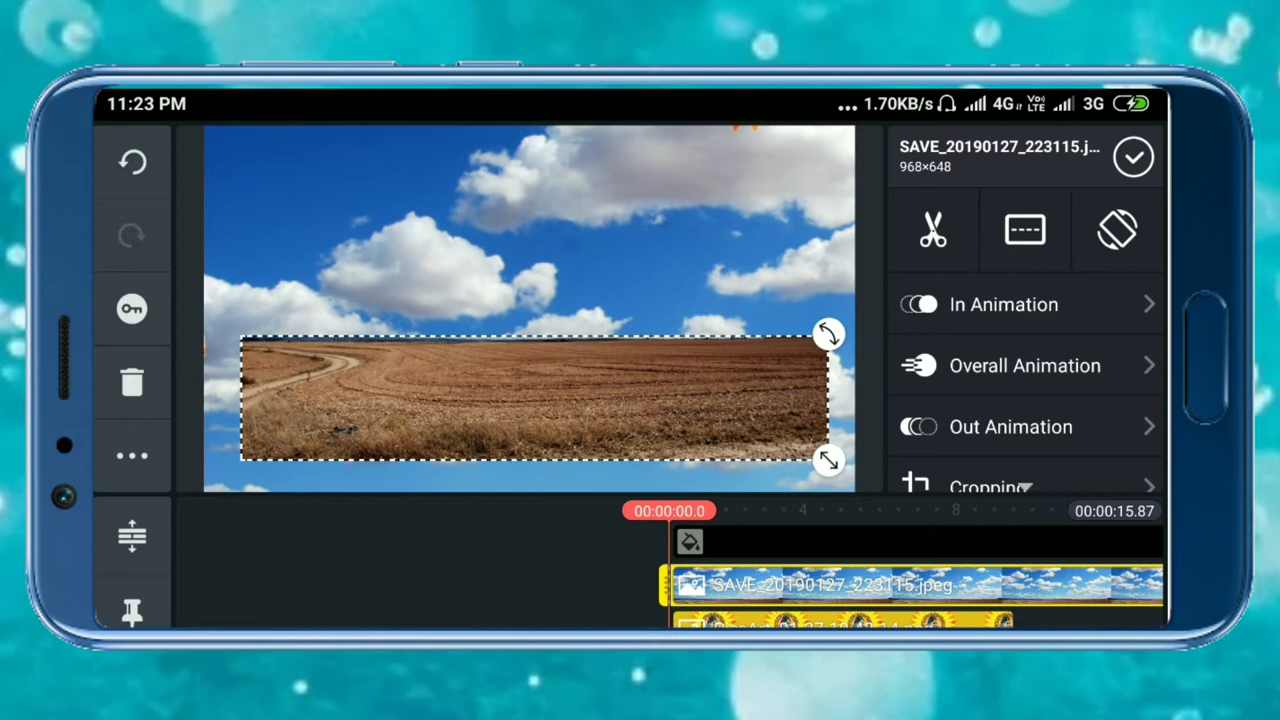 11:23 PM
... 1.70KB/s 4G Vo) LTE 3G
SAVE_20190127_223115.j...
968×648
In Animation
Overall Animation
Out Animation
Cropping
00:00:00.0
4
8
00:00:15.87
SAVE_20190127_223115.jpeg